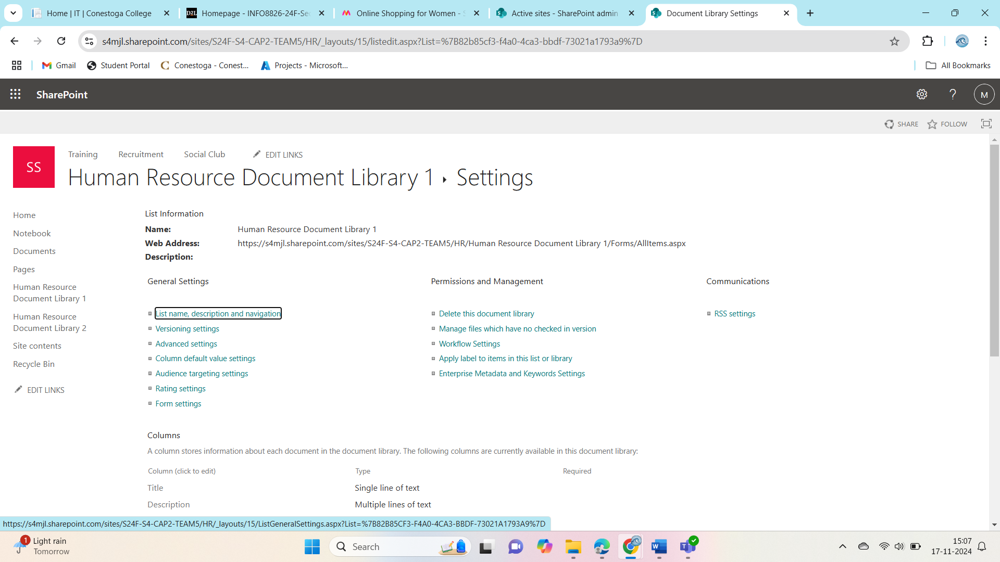 Home | IT | Conestoga College
D2L
Homepage - INFO8826-24F-Sec
Online Shopping for Women - S
Active sites - SharePoint admin
Document Library Settings
s4mjl.sharepoint.com/sites/S24F-S4-CAP2-TEAM5/HR/_layouts/15/listedit.aspx?List=%7B82b85cf3-f4a0-4ca3-bbdf-73021a1793a9%7D
Gmail
Student Portal
Conestoga - Conest...
Projects - Microsoft...
All Bookmarks
SharePoint
M
SHARE
FOLLOW
SS
Training
Recruitment
Social Club
EDIT LINKS
Human Resource Document Library 1 ▸ Settings
Home
Notebook
Documents
Pages
Human Resource
Document Library 1
Human Resource
Document Library 2
Site contents
Recycle Bin
EDIT LINKS
List Information
Name: Human Resource Document Library 1
Web Address: https://s4mjl.sharepoint.com/sites/S24F-S4-CAP2-TEAM5/HR/Human Resource Document Library 1/Forms/AllItems.aspx
Description:
General Settings
List name, description and navigation
Versioning settings
Advanced settings
Column default value settings
Audience targeting settings
Rating settings
Form settings
Permissions and Management
Delete this document library
Manage files which have no checked in version
Workflow Settings
Apply label to items in this list or library
Enterprise Metadata and Keywords Settings
Communications
RSS settings
Columns
A column stores information about each document in the document library. The following columns are currently available in this document library:
Column (click to edit) Type Required
Title Single line of text
Description Multiple lines of text
https://s4mjl.sharepoint.com/sites/S24F-S4-CAP2-TEAM5/HR/_layouts/15/ListGeneralSettings.aspx?List=%7B82B85CF3-F4A0-4CA3-BBDF-73021A1793A9%7D
1
Light rain
Tomorrow
Search
15:07
17-11-2024